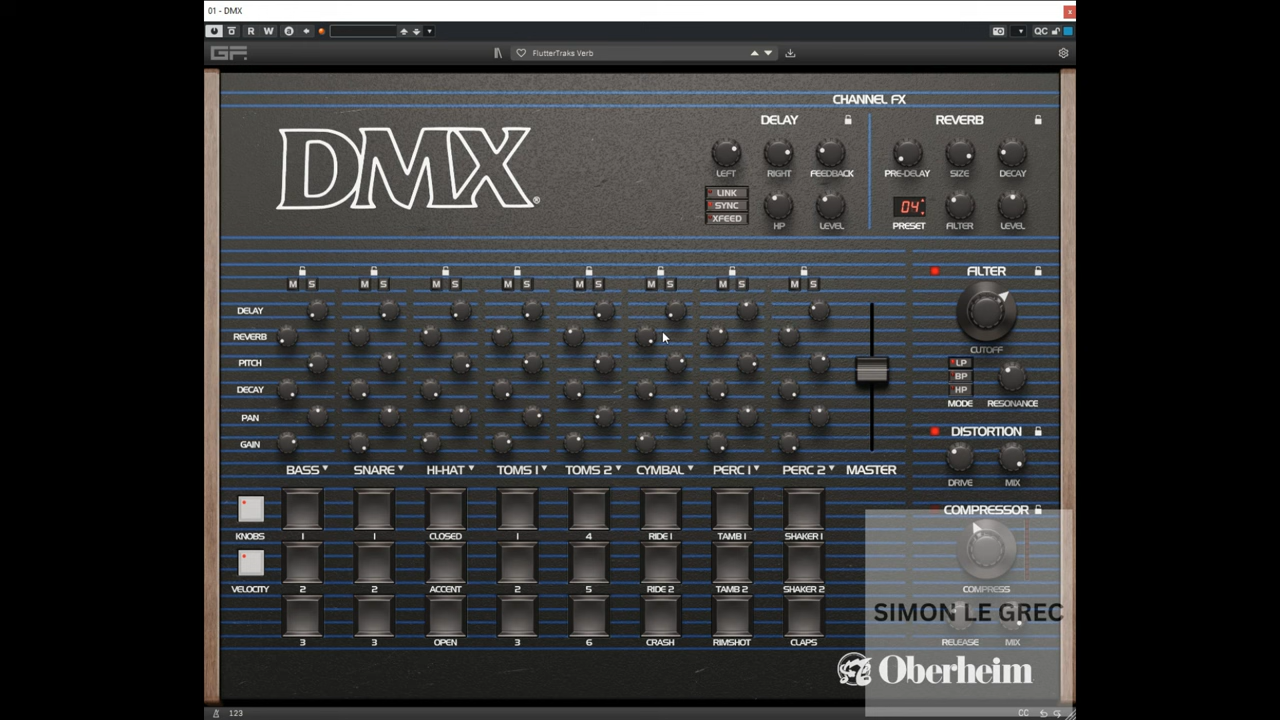 01 - DMX
R W QC
GF.
FlutterTraks Verb
CHANNEL FX
DELAY REVERB
LEFT RIGHT FEEDBACK PRE-DELAY SIZE DECAY
LINK
SYNC
XFEED
HP LEVEL
04
PRESET FILTER LEVEL
DMX®
M S M S M S M S M S M S M S M S
DELAY
REVERB
PITCH
DECAY
PAN
GAIN
BASS SNARE HI-HAT TOMS 1 TOMS 2 CYMBAL PERC 1 PERC 2 MASTER
FILTER
CUTOFF
LP
BP
HP
MODE RESONANCE
DISTORTION
DRIVE MIX
COMPRESSOR
COMPRESS
RELEASE MIX
KNOBS 1 1 CLOSED 1 4 RIDE 1 TAMB 1 SHAKER 1
VELOCITY 2 2 ACCENT 2 5 RIDE 2 TAMB 2 SHAKER 2
3 3 OPEN 3 6 CRASH RIMSHOT CLAPS
SIMON LE GREC
Oberheim
123 CC